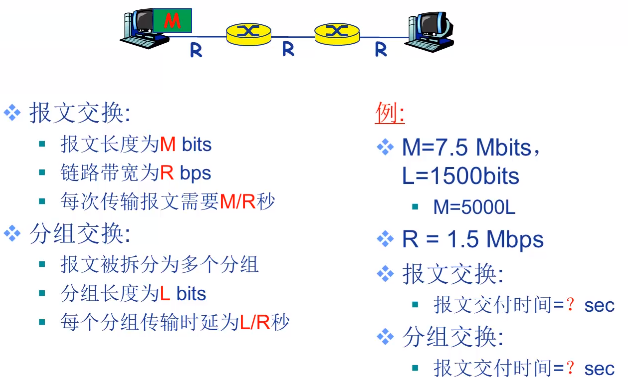 M
R
R
R
报文交换:
报文长度为M bits
链路带宽为R bps
每次传输报文需要M/R秒
分组交换:
报文被拆分为多个分组
分组长度为L bits
每个分组传输时延为L/R秒
例:
M=7.5 Mbits，
L=1500bits
M=5000L
R = 1.5 Mbps
报文交换:
报文交付时间=？sec
分组交换:
报文交付时间=？sec